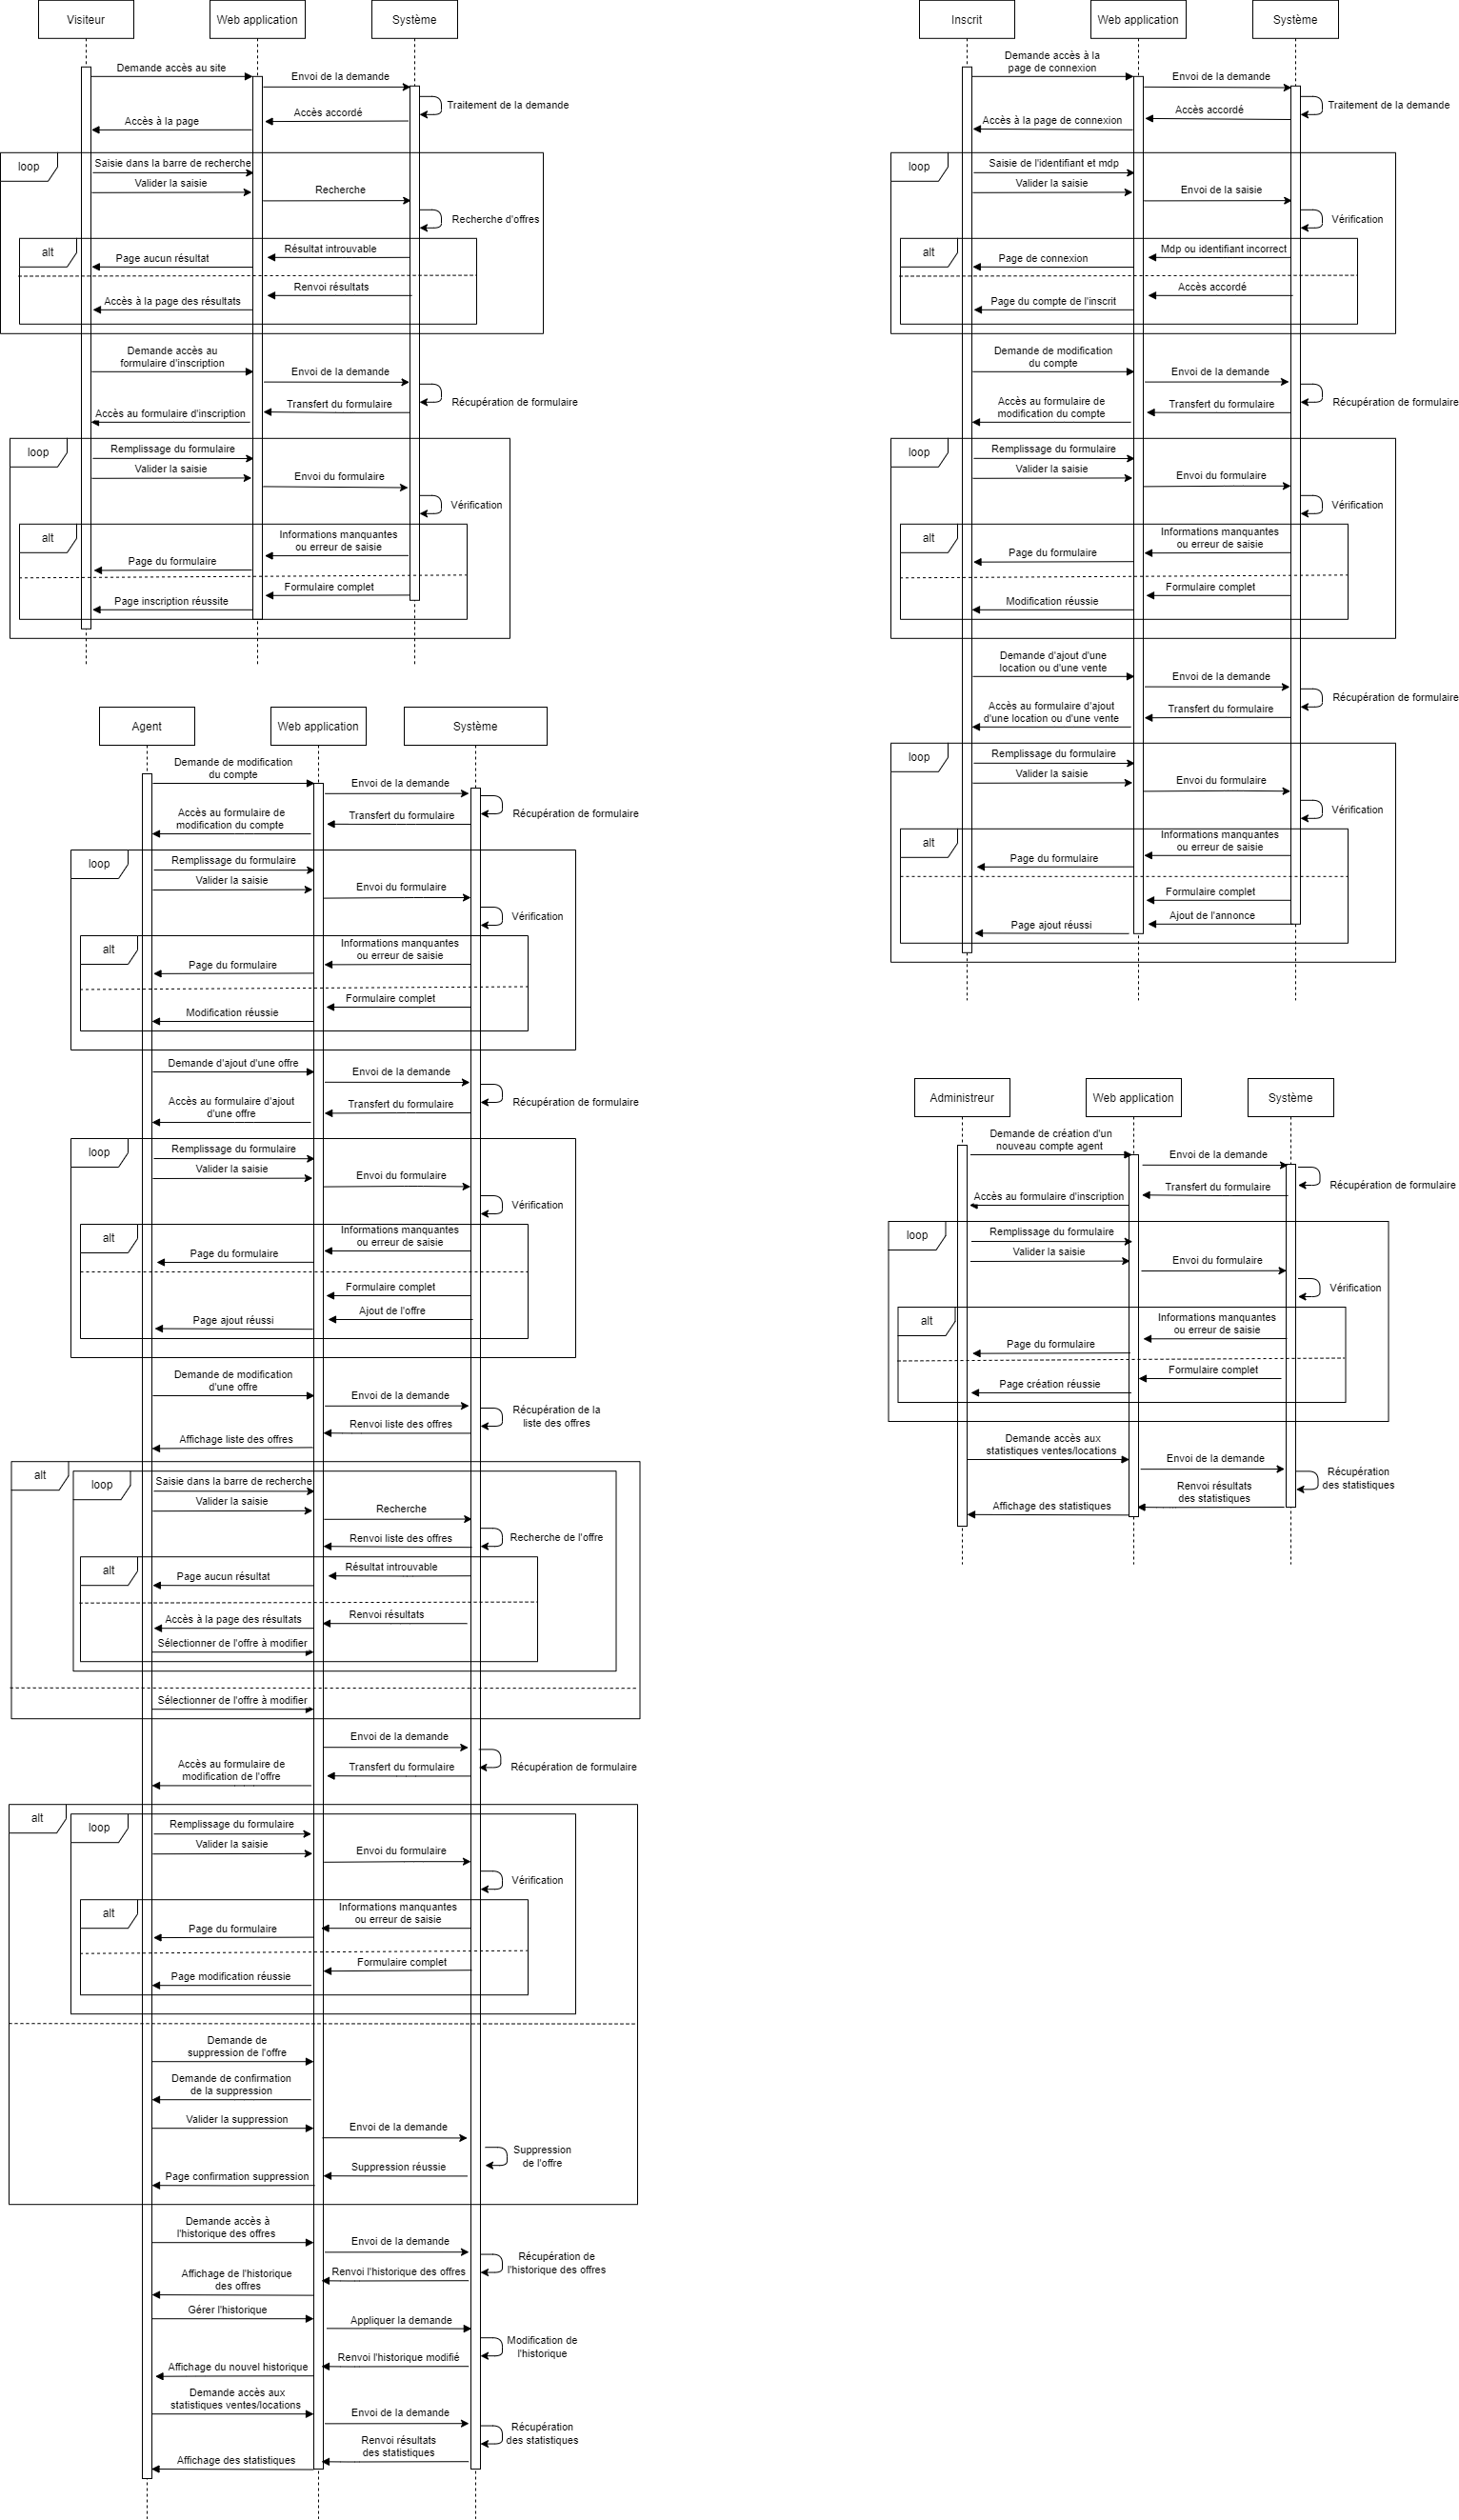 Visiteur
Web application
Système
Demande accès au site
Envoi de la demande
Traitement de la demande
Accès accordé
Accès à la page
loop
Saisie dans la barre de recherche
Valider la saisie
Recherche
Recherche d'offres
alt
Résultat introuvable
Page aucun résultat
Renvoi résultats
Accès à la page des résultats
Demande accès au
formulaire d'inscription
Envoi de la demande
Récupération de formulaire
Transfert du formulaire
Accès au formulaire d'inscription
loop
Remplissage du formulaire
Valider la saisie
Envoi du formulaire
Vérification
alt
Informations manquantes
ou erreur de saisie
Page du formulaire
Formulaire complet
Page inscription réussite
Inscrit
Web application
Système
Demande accès à la
page de connexion
Envoi de la demande
Traitement de la demande
Accès accordé
Accès à la page de connexion
loop
Saisie de l'identifiant et mdp
Valider la saisie
Envoi de la saisie
Vérification
alt
Mdp ou identifiant incorrect
Page de connexion
Accès accordé
Page du compte de l'inscrit
Demande de modification
du compte
Envoi de la demande
Récupération de formulaire
Transfert du formulaire
Accès au formulaire de
modification du compte
loop
Remplissage du formulaire
Valider la saisie
Envoi du formulaire
Vérification
alt
Informations manquantes
ou erreur de saisie
Page du formulaire
Formulaire complet
Modification réussie
Demande d'ajout d'une
location ou d'une vente
Envoi de la demande
Récupération de formulaire
Transfert du formulaire
Accès au formulaire d'ajout
d'une location ou d'une vente
loop
Remplissage du formulaire
Valider la saisie
Envoi du formulaire
Vérification
alt
Informations manquantes
ou erreur de saisie
Page du formulaire
Formulaire complet
Ajout de l'annonce
Page ajout réussi
Agent
Web application
Système
Demande de modification
du compte
Envoi de la demande
Récupération de formulaire
Transfert du formulaire
Accès au formulaire de
modification du compte
loop
Remplissage du formulaire
Valider la saisie
Envoi du formulaire
Vérification
alt
Informations manquantes
ou erreur de saisie
Page du formulaire
Formulaire complet
Modification réussie
Demande d'ajout d'une offre
Envoi de la demande
Récupération de formulaire
Transfert du formulaire
Accès au formulaire d'ajout
d'une offre
loop
Remplissage du formulaire
Valider la saisie
Envoi du formulaire
Vérification
alt
Informations manquantes
ou erreur de saisie
Page du formulaire
Formulaire complet
Ajout de l'offre
Page ajout réussi
Demande de modification
d'une offre
Envoi de la demande
Récupération de la
liste des offres
Renvoi liste des offres
Affichage liste des offres
alt
loop
Saisie dans la barre de recherche
Valider la saisie
Recherche
Recherche de l'offre
Renvoi liste des offres
alt
Résultat introuvable
Page aucun résultat
Renvoi résultats
Accès à la page des résultats
Sélectionner de l'offre à modifier
Sélectionner de l'offre à modifier
Envoi de la demande
Récupération de formulaire
Transfert du formulaire
Accès au formulaire de
modification de l'offre
alt
loop
Remplissage du formulaire
Valider la saisie
Envoi du formulaire
Vérification
alt
Informations manquantes
ou erreur de saisie
Page du formulaire
Formulaire complet
Page modification réussie
Demande de
suppression de l'offre
Demande de confirmation
de la suppression
Valider la suppression
Envoi de la demande
Suppression
de l'offre
Suppression réussie
Page confirmation suppression
Demande accès à
l'historique des offres
Envoi de la demande
Récupération de
l'historique des offres
Renvoi l'historique des offres
Affichage de l'historique
des offres
Gérer l'historique
Appliquer la demande
Modification de
l'historique
Renvoi l'historique modifié
Affichage du nouvel historique
Demande accès aux
statistiques ventes/locations
Envoi de la demande
Récupération
des statistiques
Renvoi résultats
des statistiques
Affichage des statistiques
Administreur
Web application
Système
Demande de création d'un
nouveau compte agent
Envoi de la demande
Récupération de formulaire
Transfert du formulaire
Accès au formulaire d'inscription
loop
Remplissage du formulaire
Valider la saisie
Envoi du formulaire
Vérification
alt
Informations manquantes
ou erreur de saisie
Page du formulaire
Formulaire complet
Page création réussie
Demande accès aux
statistiques ventes/locations
Envoi de la demande
Récupération
des statistiques
Renvoi résultats
des statistiques
Affichage des statistiques